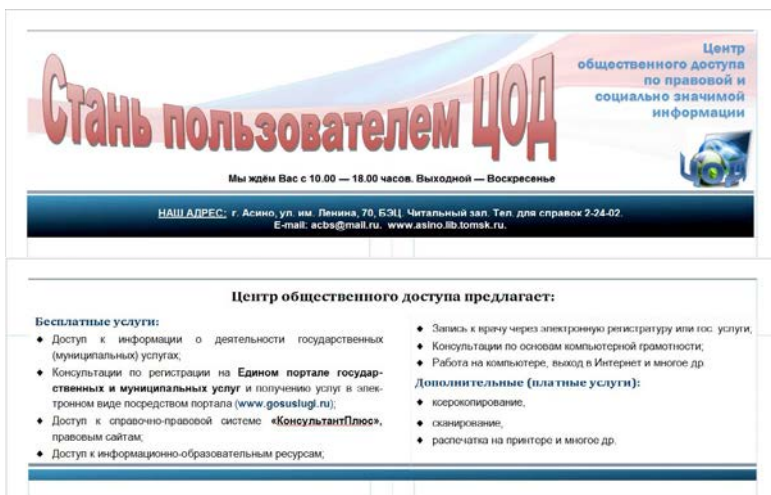 Стань пользователем ЦОД
Центр
общественного доступа
по правовой и
социально значимой
информации
ЦОД
Мы ждём Вас с 10.00 — 18.00 часов. Выходной — Воскресенье
НАШ АДРЕС: г. Асино, ул. им. Ленина, 70, БЭЦ. Читальный зал. Тел. для справок 2-24-02.
E-mail: acbs@mail.ru. www.asino.lib.tomsk.ru.
Центр общественного доступа предлагает:
Бесплатные услуги:
♦ Доступ к информации о деятельности государственных
(муниципальных) услугах;
♦ Консультации по регистрации на Едином портале государ-
ственных и муниципальных услуг и получению услуг в элек-
тронном виде посредством портала (www.gosuslugi.ru);
♦ Доступ к справочно-правовой системе «КонсультантПлюс»,
правовым сайтам;
♦ Доступ к информационно-образовательным ресурсам;
♦ Запись к врачу через электронную регистратуру или гос. услуги;
♦ Консультации по основам компьютерной грамотности;
♦ Работа на компьютере, выход в Интернет и многое др.
Дополнительные (платные услуги):
♦ ксерокопирование,
♦ сканирование,
♦ распечатка на принтере и многое др.